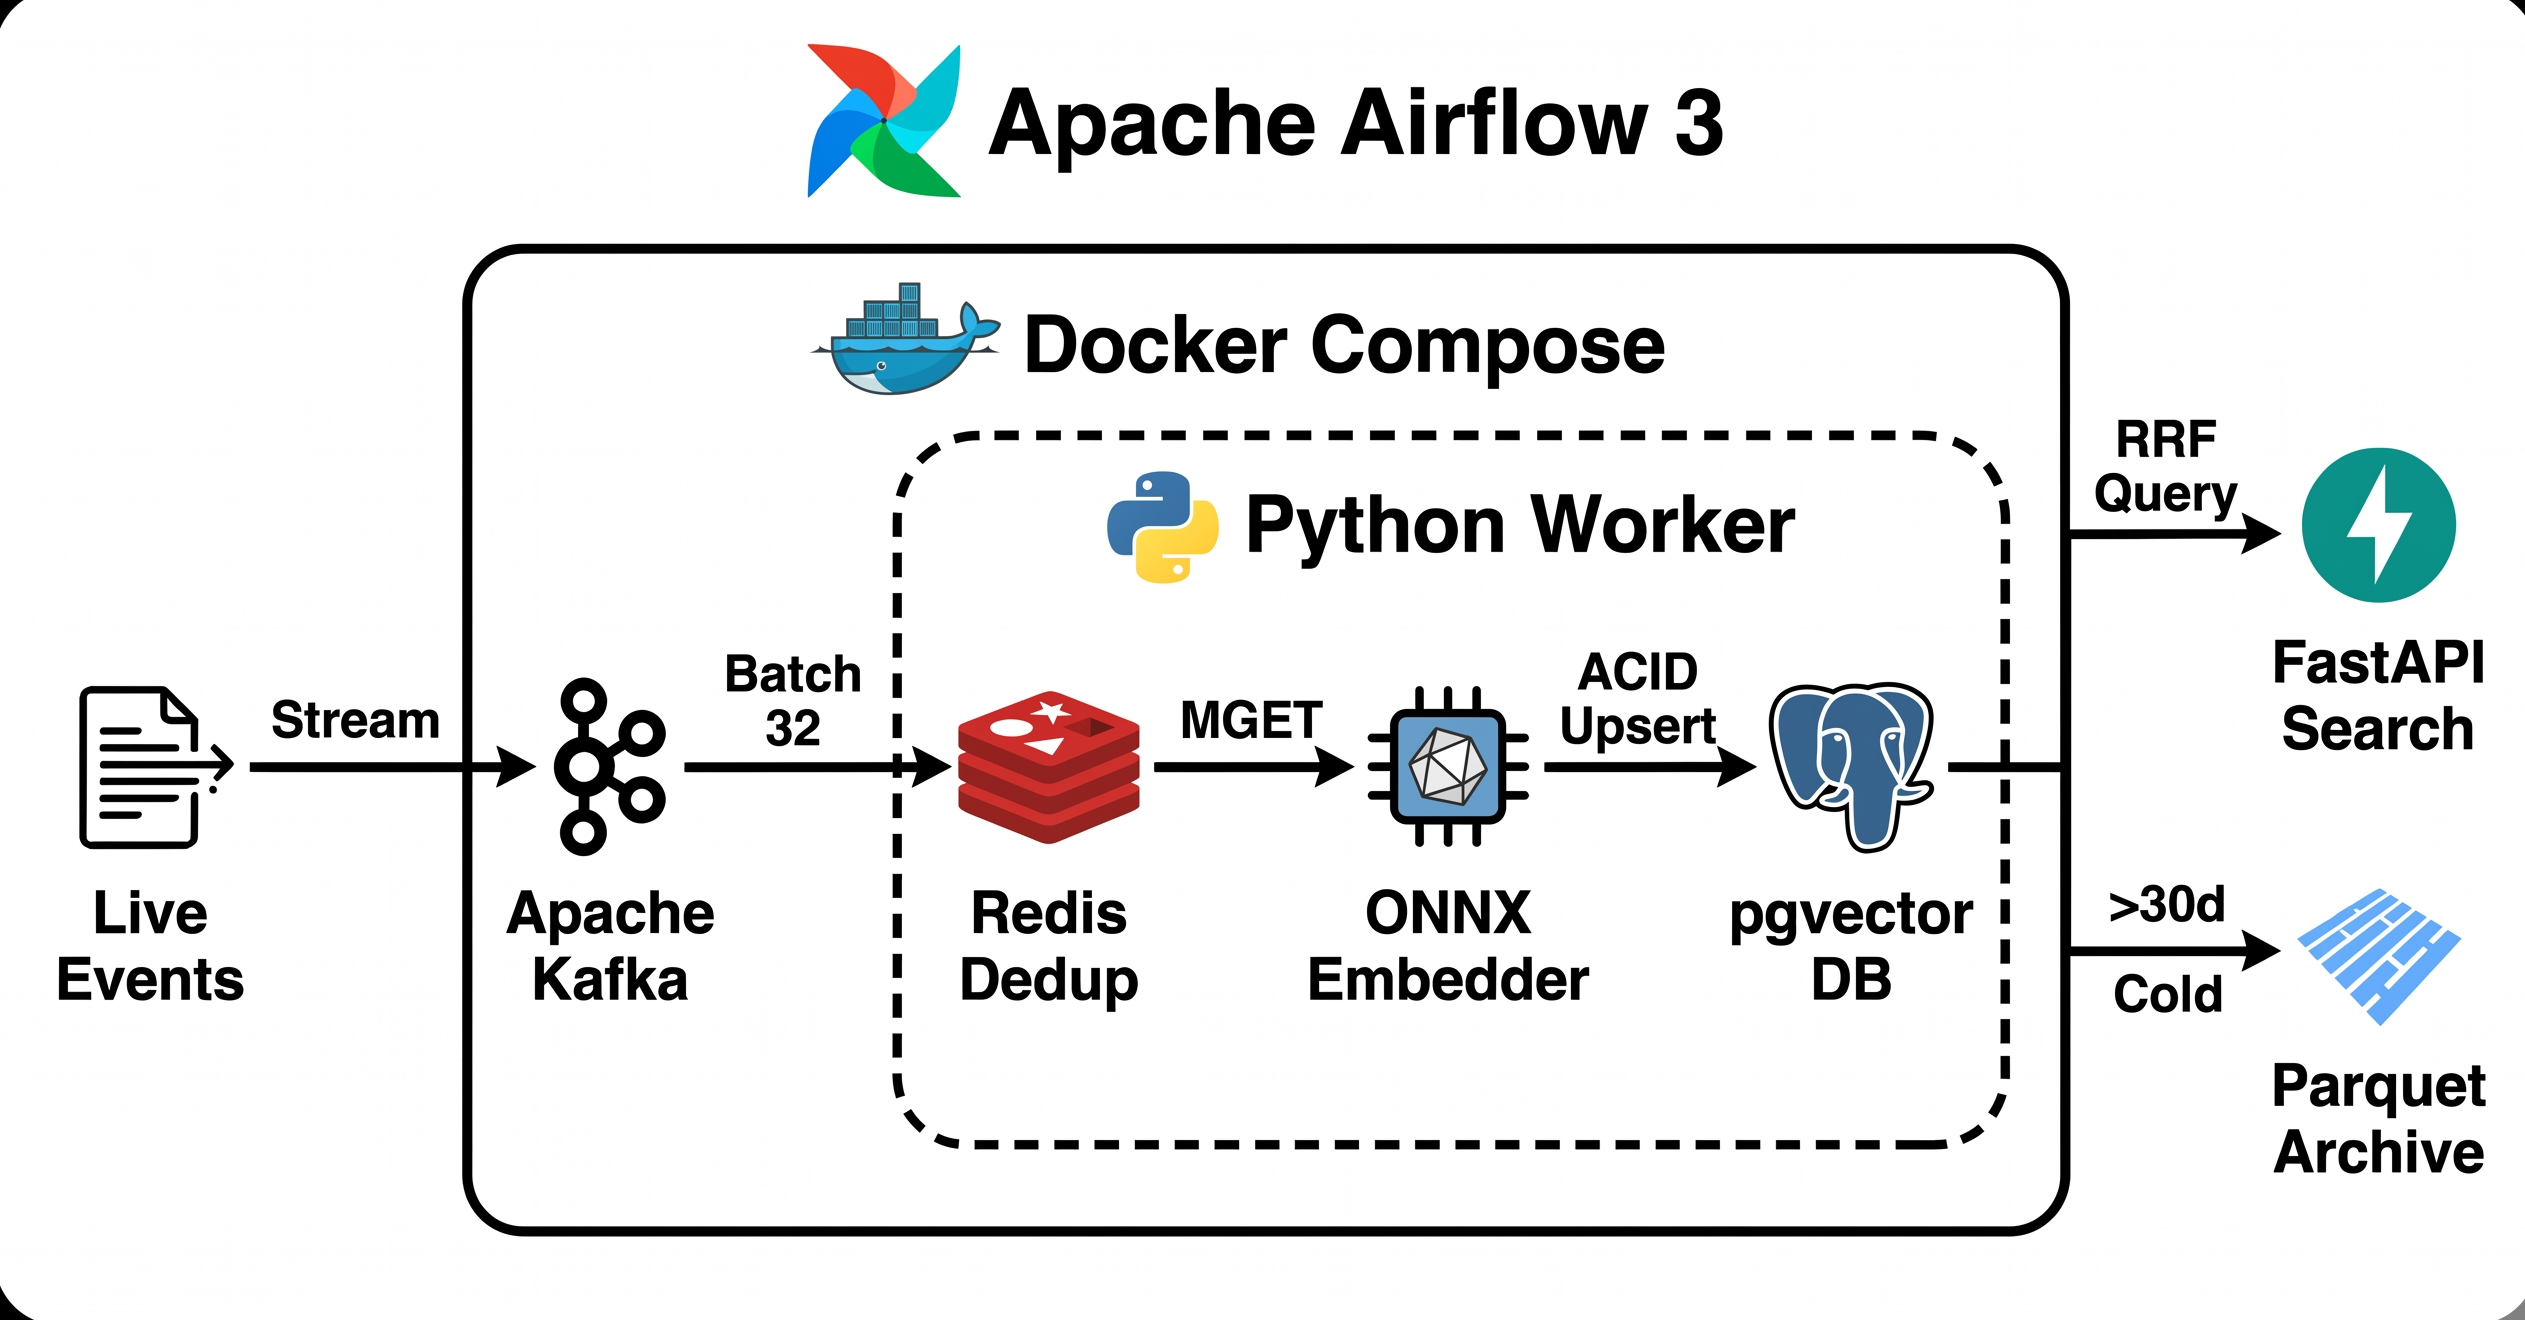 Apache Airflow 3
Docker Compose
Python Worker
Stream
Batch
32
MGET
ACID
Upsert
RRF
Query
>30d
Cold
Live
Events
Apache
Kafka
Redis
Dedup
ONNX
Embedder
pgvector
DB
FastAPI
Search
Parquet
Archive